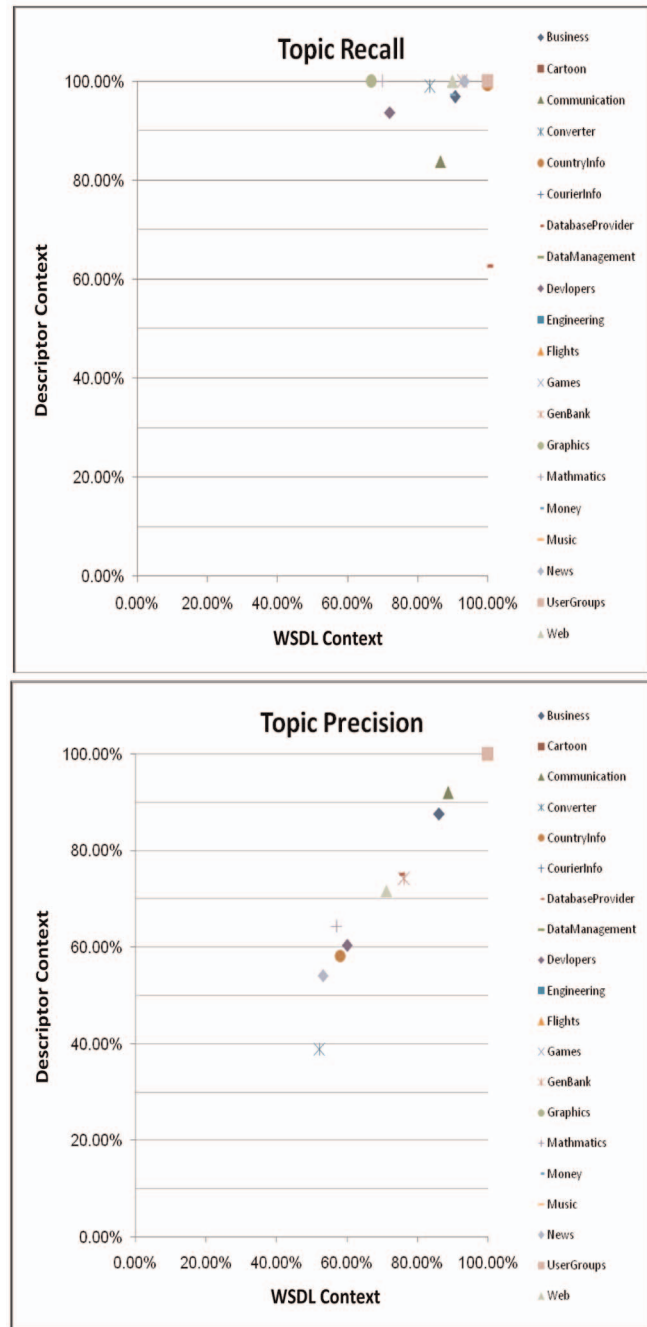 Topic Recall
100.00%
80.00%
60.00%
40.00%
20.00%
0.00%
Descriptor Context
0.00% 20.00% 40.00% 60.00% 80.00% 100.00%
WSDL Context
Business
Cartoon
Communication
Converter
CountryInfo
CourierInfo
DatabaseProvider
DataManagement
Devlopers
Engineering
Flights
Games
GenBank
Graphics
Mathmatics
Money
Music
News
UserGroups
Web
Topic Precision
100.00%
80.00%
60.00%
40.00%
20.00%
0.00%
Descriptor Context
0.00% 20.00% 40.00% 60.00% 80.00% 100.00%
WSDL Context
Business
Cartoon
Communication
Converter
CountryInfo
CourierInfo
DatabaseProvider
DataManagement
Devlopers
Engineering
Flights
Games
GenBank
Graphics
Mathmatics
Money
Music
News
UserGroups
Web